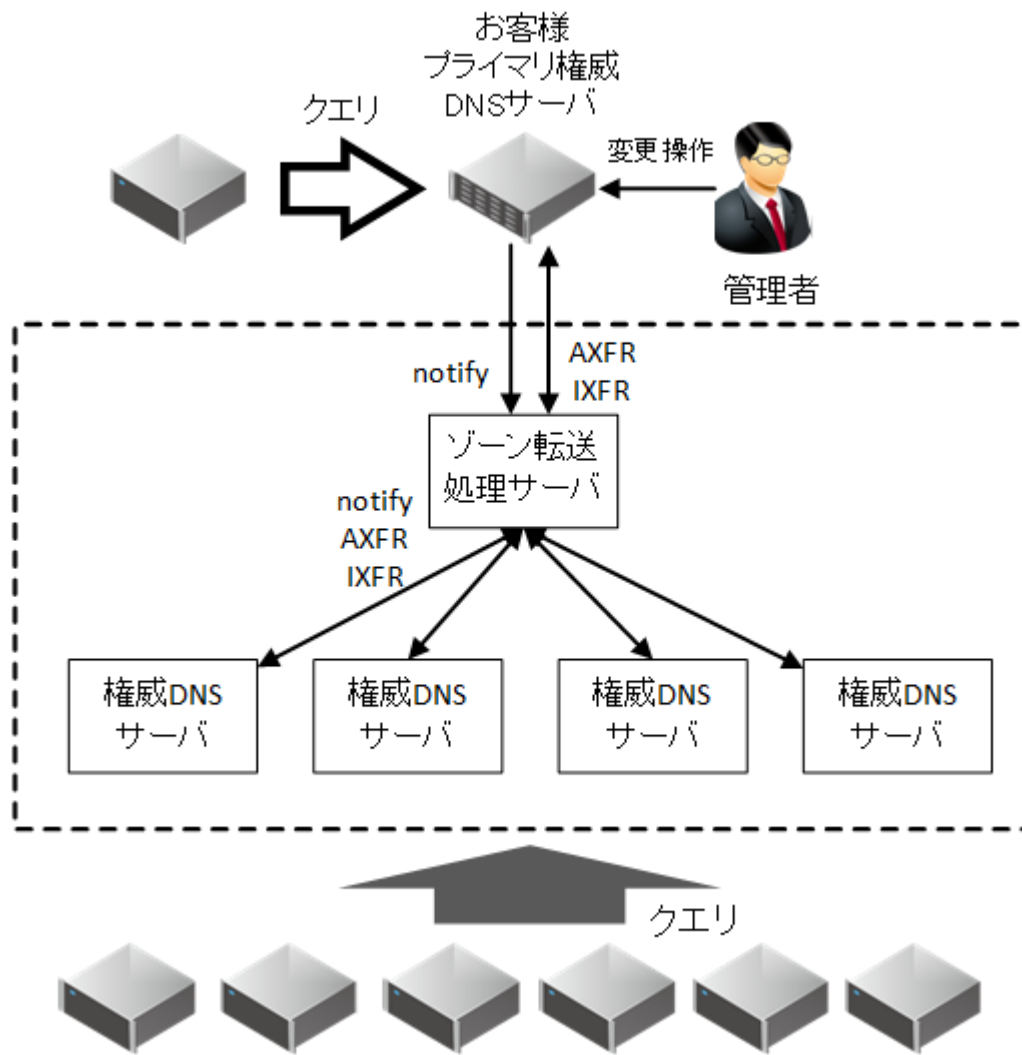 お客様
プライマリ権威
DNSサーバ
クエリ
変更操作
管理者
notify
AXFR
IXFR
ゾーン転送
処理サーバ
notify
AXFR
IXFR
権威DNS
サーバ
権威DNS
サーバ
権威DNS
サーバ
権威DNS
サーバ
クエリ